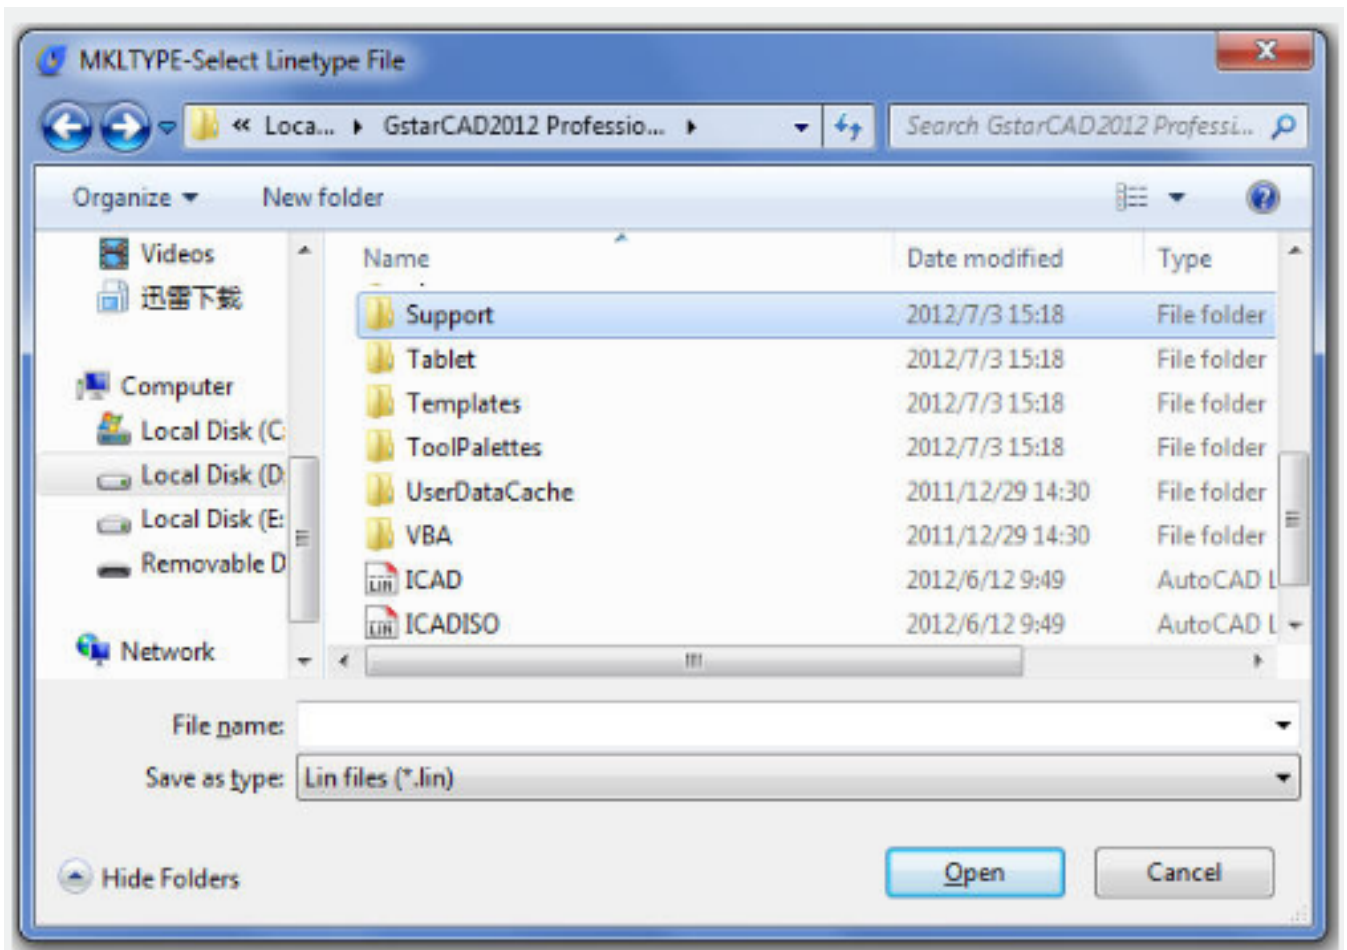 MKLTYPE-Select Linetype File
« Loca... GstarCAD2012 Professio...
Search GstarCAD2012 Professi...
Organize New folder
Videos
迅雷下载
Computer
Local Disk (C:
Local Disk (D:
Local Disk (E:
Removable D
Network
Name Date modified Type
Support 2012/7/3 15:18 File folder
Tablet 2012/7/3 15:18 File folder
Templates 2012/7/3 15:18 File folder
ToolPalettes 2012/7/3 15:18 File folder
UserDataCache 2011/12/29 14:30 File folder
VBA 2011/12/29 14:30 File folder
LIN ICAD 2012/6/12 9:49 AutoCAD L
LIN ICADISO 2012/6/12 9:49 AutoCAD L
File name:
Save as type: Lin files (*.lin)
Hide Folders
Open Cancel